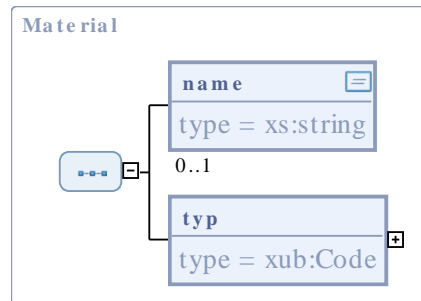 Material
name
type = xs:string
0..1
typ
type = xub:Code